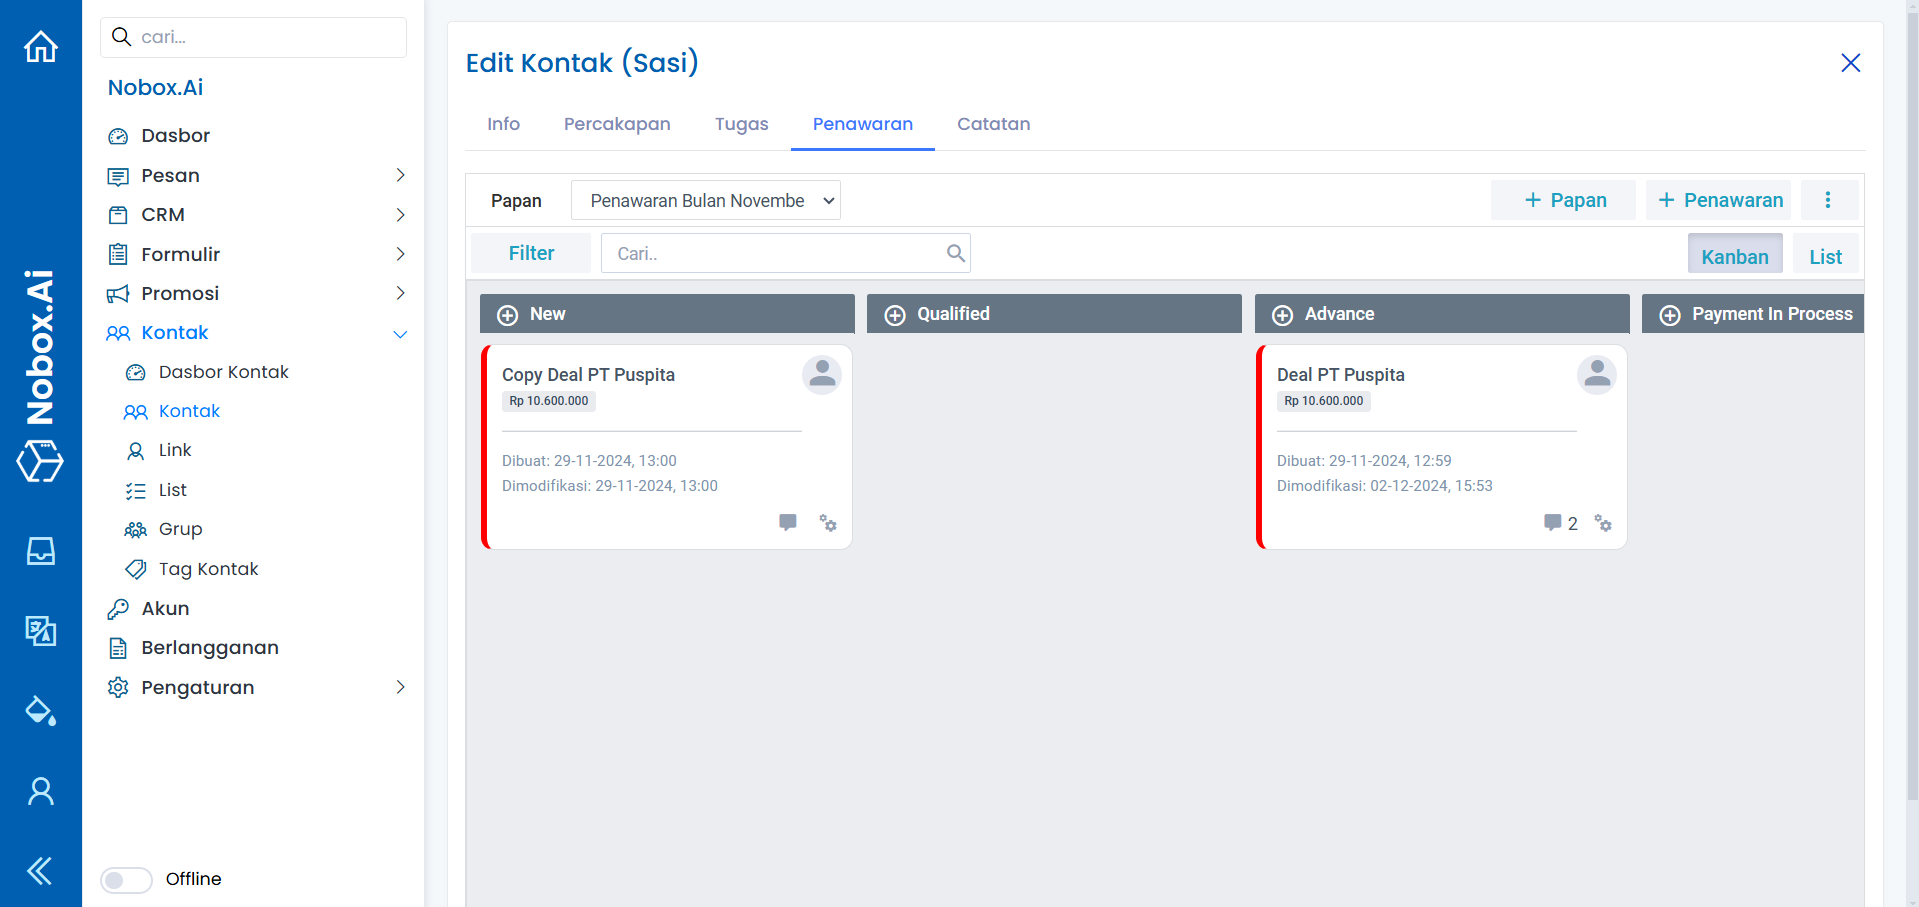 Nobox.Ai
cari...
Nobox.Ai
Dasbor
Pesan
CRM
Formulir
Promosi
Kontak
Dasbor Kontak
Kontak
Link
List
Grup
Tag Kontak
Akun
Berlangganan
Pengaturan
Offline
Edit Kontak (Sasi)
Info Percakapan Tugas Penawaran Catatan
Papan Penawaran Bulan Novembe + Papan + Penawaran
Filter Cari.. Kanban List
New Qualified Advance Payment In Process
Copy Deal PT Puspita
Rp 10.600.000
Dibuat: 29-11-2024, 13:00
Dimodifikasi: 29-11-2024, 13:00
Deal PT Puspita
Rp 10.600.000
Dibuat: 29-11-2024, 12:59
Dimodifikasi: 02-12-2024, 15:53
2